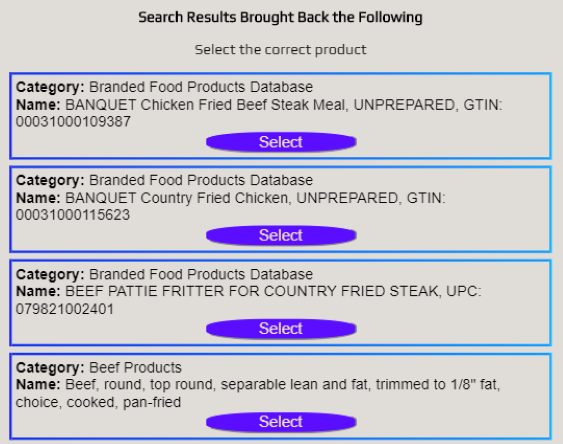 Search Results Brought Back the Following
Select the correct product
Category: Branded Food Products Database
Name: BANQUET Chicken Fried Beef Steak Meal, UNPREPARED, GTIN:
00031000109387
Select
Category: Branded Food Products Database
Name: BANQUET Country Fried Chicken, UNPREPARED, GTIN:
00031000115623
Select
Category: Branded Food Products Database
Name: BEEF PATTIE FRITTER FOR COUNTRY FRIED STEAK, UPC:
079821002401
Select
Category: Beef Products
Name: Beef, round, top round, separable lean and fat, trimmed to 1/8" fat,
choice, cooked, pan-fried
Select